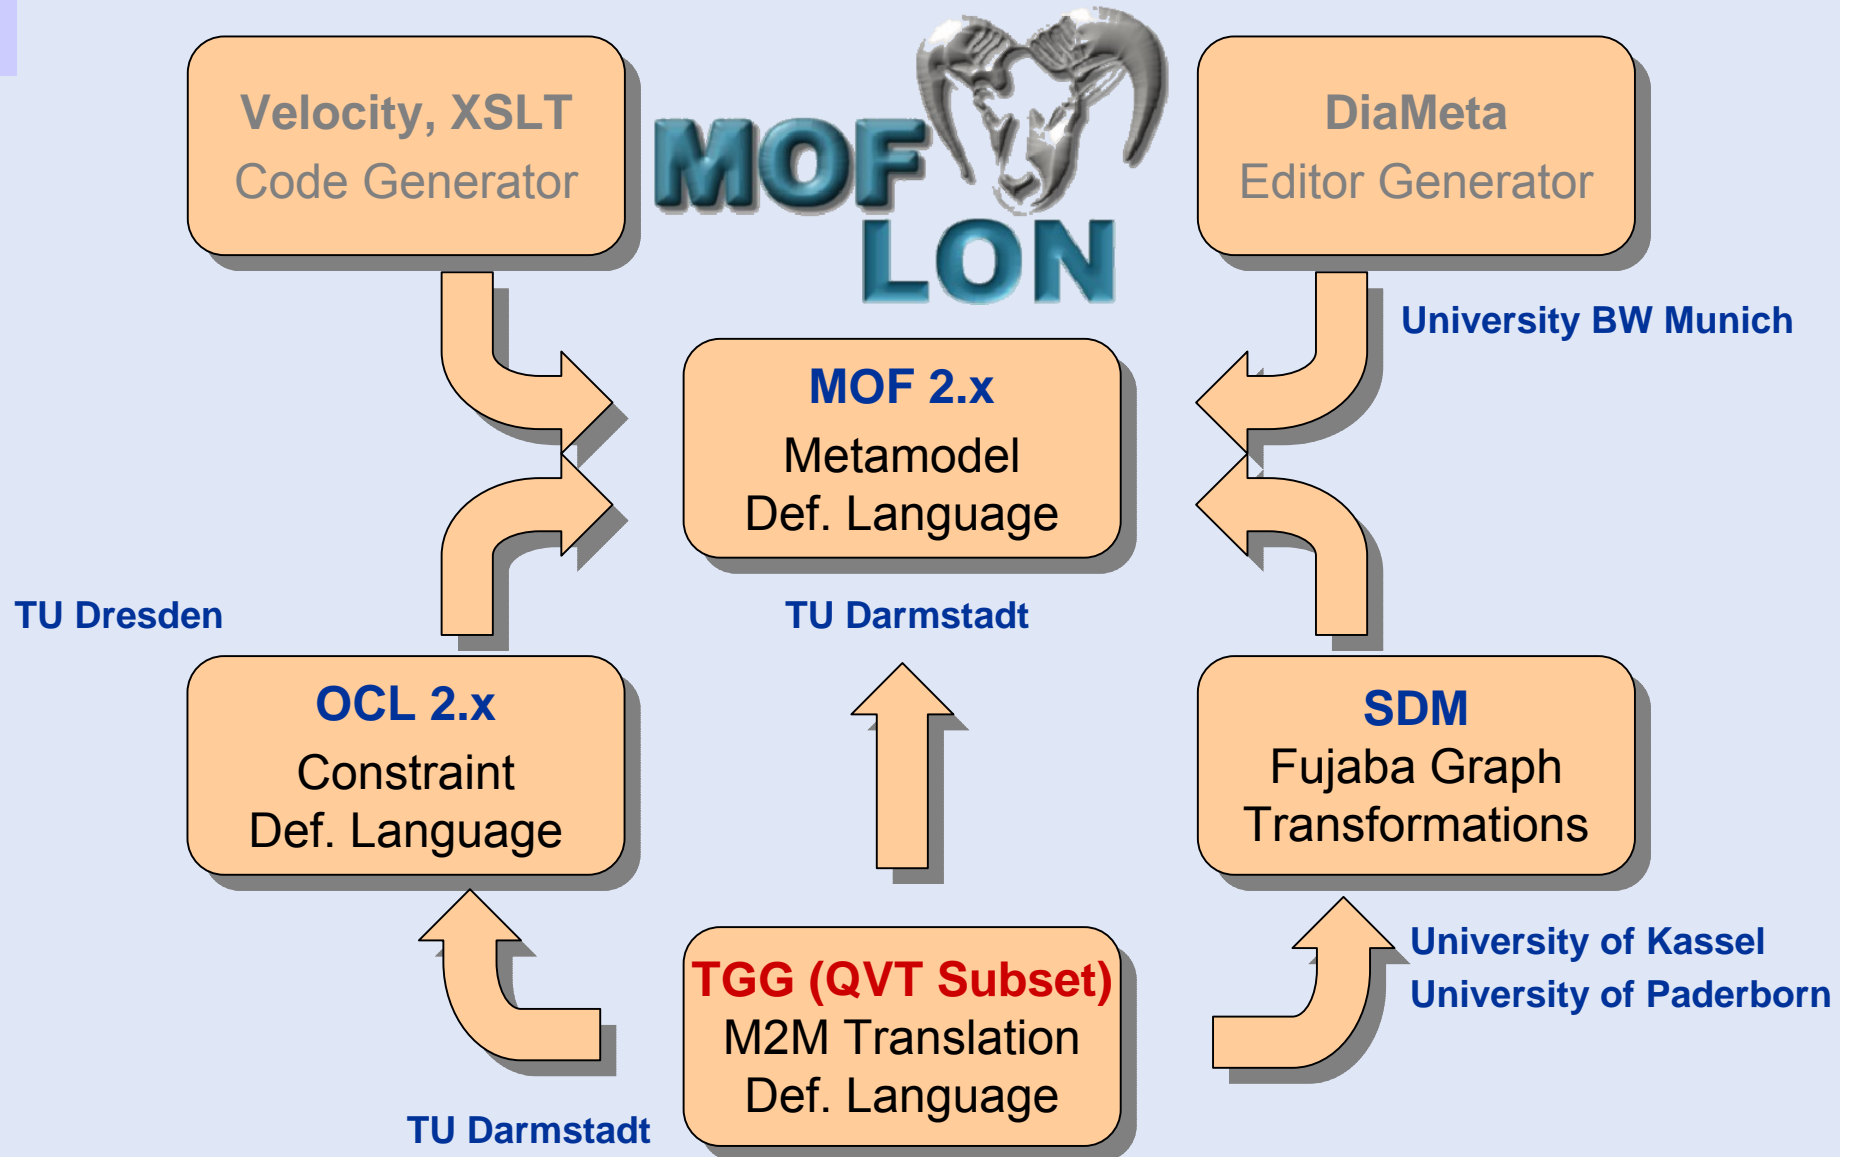 Velocity, XSLT
Code Generator
MOF
LON
DiaMeta
Editor Generator
University BW Munich
MOF 2.x
Metamodel
Def. Language
TU Dresden
TU Darmstadt
OCL 2.x
Constraint
Def. Language
SDM
Fujaba Graph
Transformations
University of Kassel
University of Paderborn
TGG (QVT Subset)
M2M Translation
Def. Language
TU Darmstadt